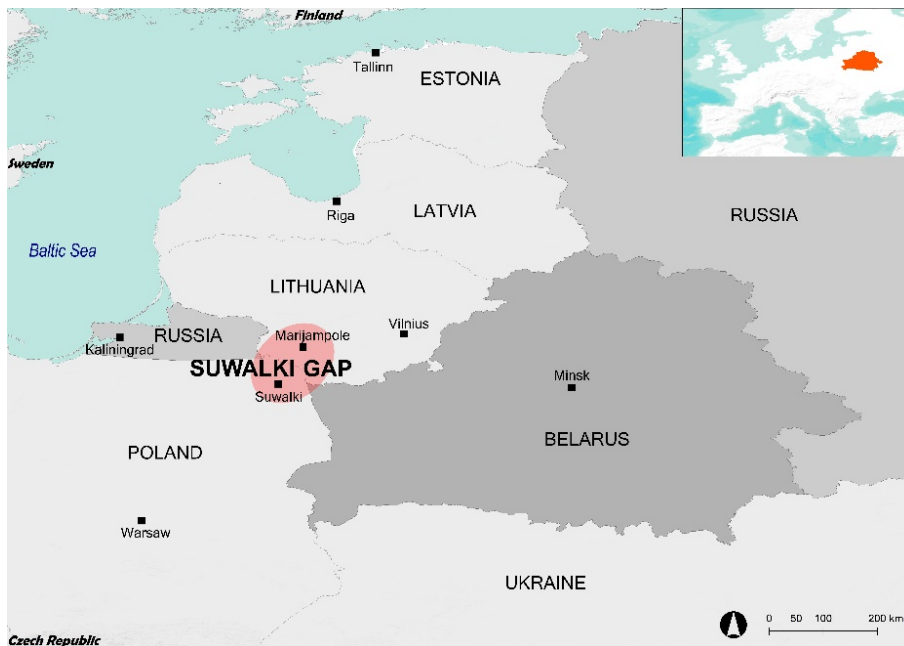 Finland
Tallinn
ESTONIA
Sweden
Riga
LATVIA
RUSSIA
Baltic Sea
LITHUANIA
Vilnius
RUSSIA
Marijampole
Kaliningrad
SUWALKI GAP
Suwalki
Minsk
BELARUS
POLAND
Warsaw
UKRAINE
0 50 100 200 km
Czech Republic